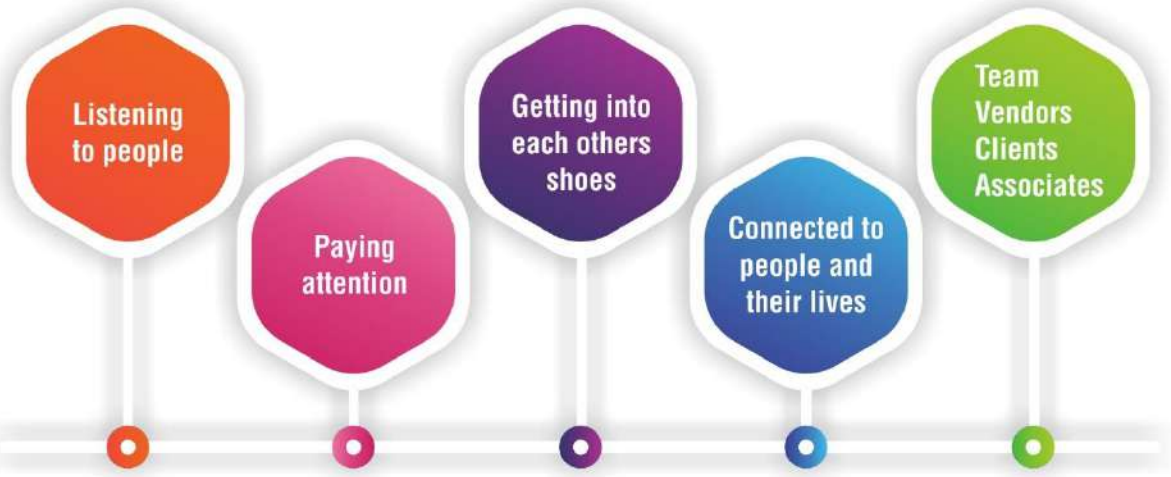 Listening
to people
Paying
attention
Getting into
each others
shoes
Connected to
people and
their lives
Team
Vendors
Clients
Associates